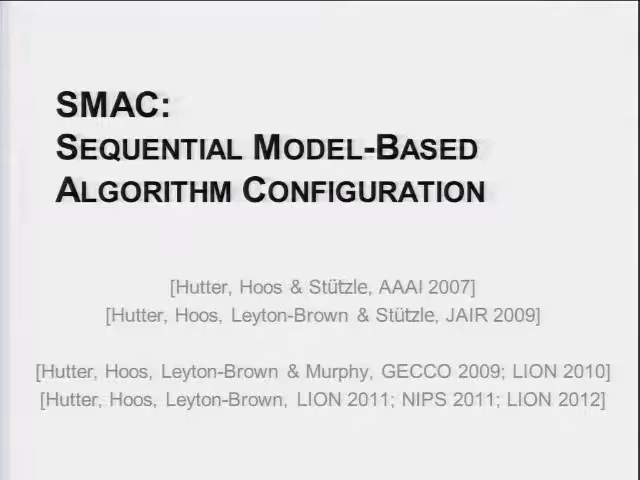 SMAC:
SEQUENTIAL MODEL-BASED
ALGORITHM CONFIGURATION
[Hutter, Hoos & Stützle, AAAI 2007]
[Hutter, Hoos, Leyton-Brown & Stützle, JAIR 2009]
[Hutter, Hoos, Leyton-Brown & Murphy, GECCO 2009; LION 2010]
[Hutter, Hoos, Leyton-Brown, LION 2011; NIPS 2011; LION 2012]